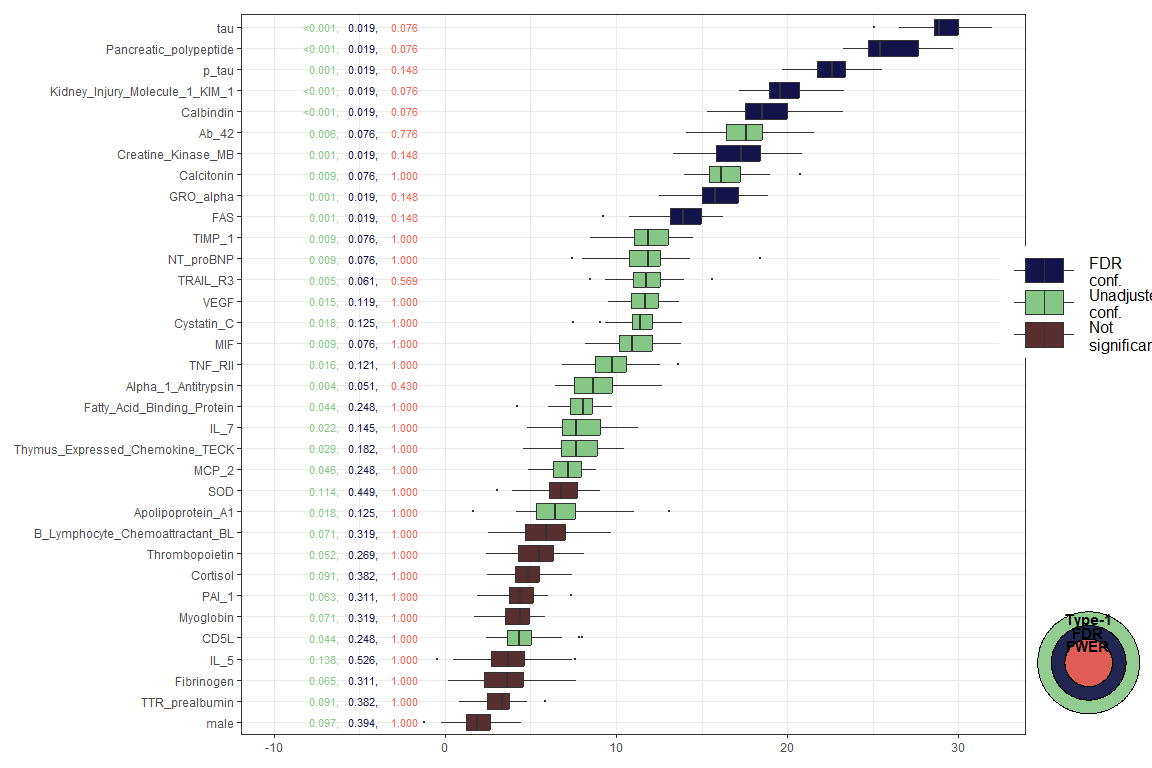 tau <0.001, 0.019, 0.076
Pancreatic_polypeptide <0.001, 0.019, 0.076
p_tau 0.001, 0.019, 0.148
Kidney_Injury_Molecule_1_KIM_1 <0.001, 0.019, 0.076
Calbindin <0.001, 0.019, 0.076
Ab_42 0.006, 0.076, 0.776
Creatine_Kinase_MB 0.001, 0.019, 0.148
Calcitonin 0.009, 0.076, 1.000
GRO_alpha 0.001, 0.019, 0.148
FAS 0.001, 0.019, 0.148
TIMP_1 0.009, 0.076, 1.000
NT_proBNP 0.009, 0.076, 1.000
TRAIL_R3 0.005, 0.061, 0.569
VEGF 0.015, 0.119, 1.000
Cystatin_C 0.018, 0.125, 1.000
MIF 0.009, 0.076, 1.000
TNF_RII 0.016, 0.121, 1.000
Alpha_1_Antitrypsin 0.004, 0.051, 0.430
Fatty_Acid_Binding_Protein 0.044, 0.248, 1.000
IL_7 0.022, 0.145, 1.000
Thymus_Expressed_Chemokine_TECK 0.029, 0.182, 1.000
MCP_2 0.046, 0.248, 1.000
SOD 0.114, 0.449, 1.000
Apolipoprotein_A1 0.018, 0.125, 1.000
B_Lymphocyte_Chemoattractant_BL 0.071, 0.319, 1.000
Thrombopoietin 0.052, 0.269, 1.000
Cortisol 0.091, 0.382, 1.000
PAI_1 0.063, 0.311, 1.000
Myoglobin 0.071, 0.319, 1.000
CD5L 0.044, 0.248, 1.000
IL_5 0.138, 0.526, 1.000
Fibrinogen 0.065, 0.311, 1.000
TTR_prealbumin 0.091, 0.382, 1.000
male 0.097, 0.394, 1.000
-10 0 10 20 30
FDR
conf.
Unadjuste
conf.
Not
significan
Type-1
FDR
FWER